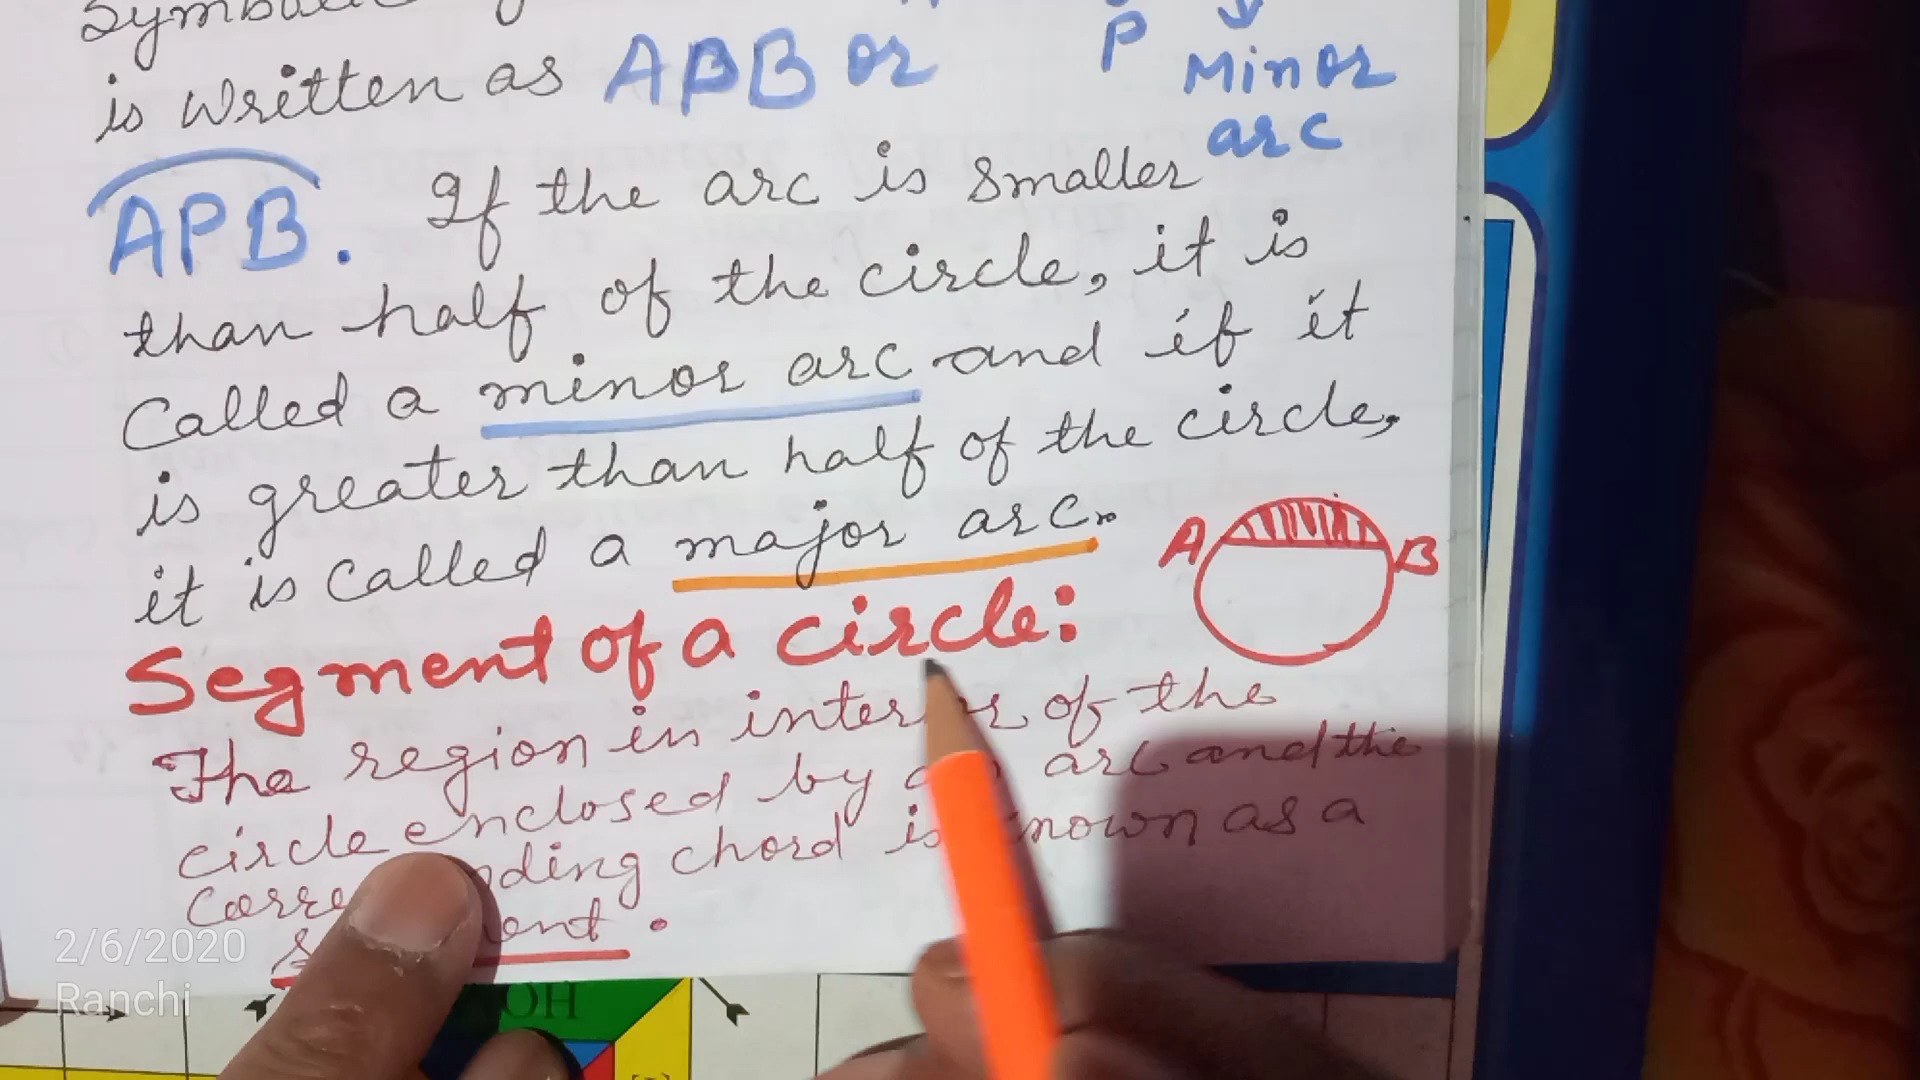 is written as APB or
P
Minor
arc
APB. If the arc is smaller
than half of the circle, it is
Called a minor arc and if it
is greater than half of the circle,
it is called a major arc.
A B
Segment of a circle:
The region in of the
circle enclosed by arc and the
chord is as a
2/6/2020
Ranchi